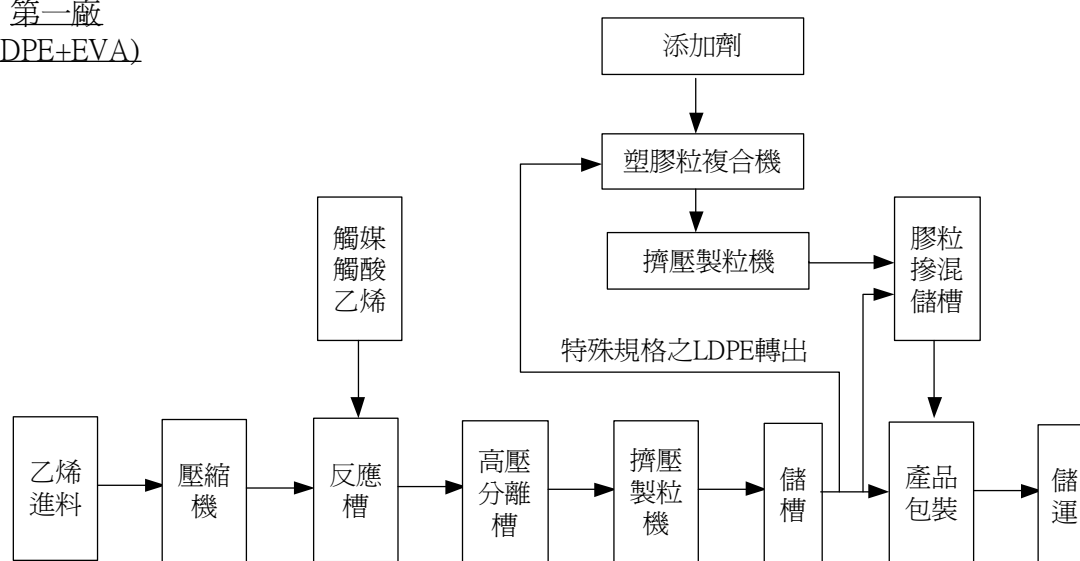 第一廠
DPE+EVA)
添加劑
塑膠粒複合機
擠壓製粒機
觸媒
觸酸
乙烯
膠粒
摻混
儲槽
特殊規格之LDPE轉出
乙烯
進料
壓縮
機
反應
槽
高壓
分離
槽
擠壓
製粒
機
儲
槽
產品
包裝
儲
運